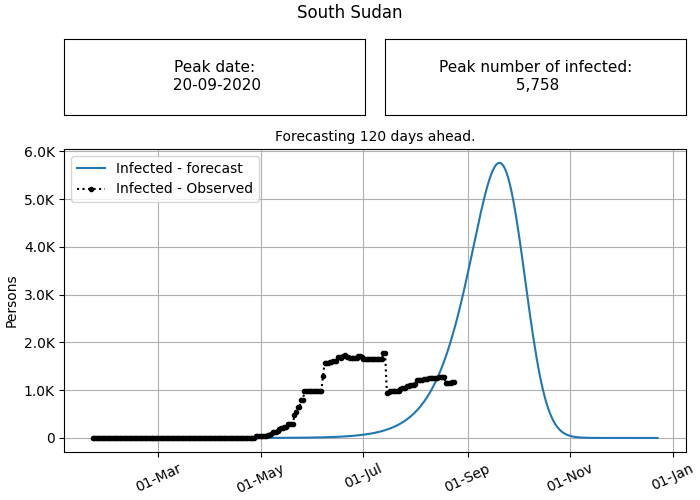 South Sudan
Peak date:
20-09-2020
Peak number of infected:
5,758
Forecasting 120 days ahead.
Infected - forecast
Infected - Observed
6.0K
5.0K
4.0K
3.0K
2.0K
1.0K
0
Persons
01-Mar
01-May
01-Jul
01-Sep
01-Nov
01-Jan